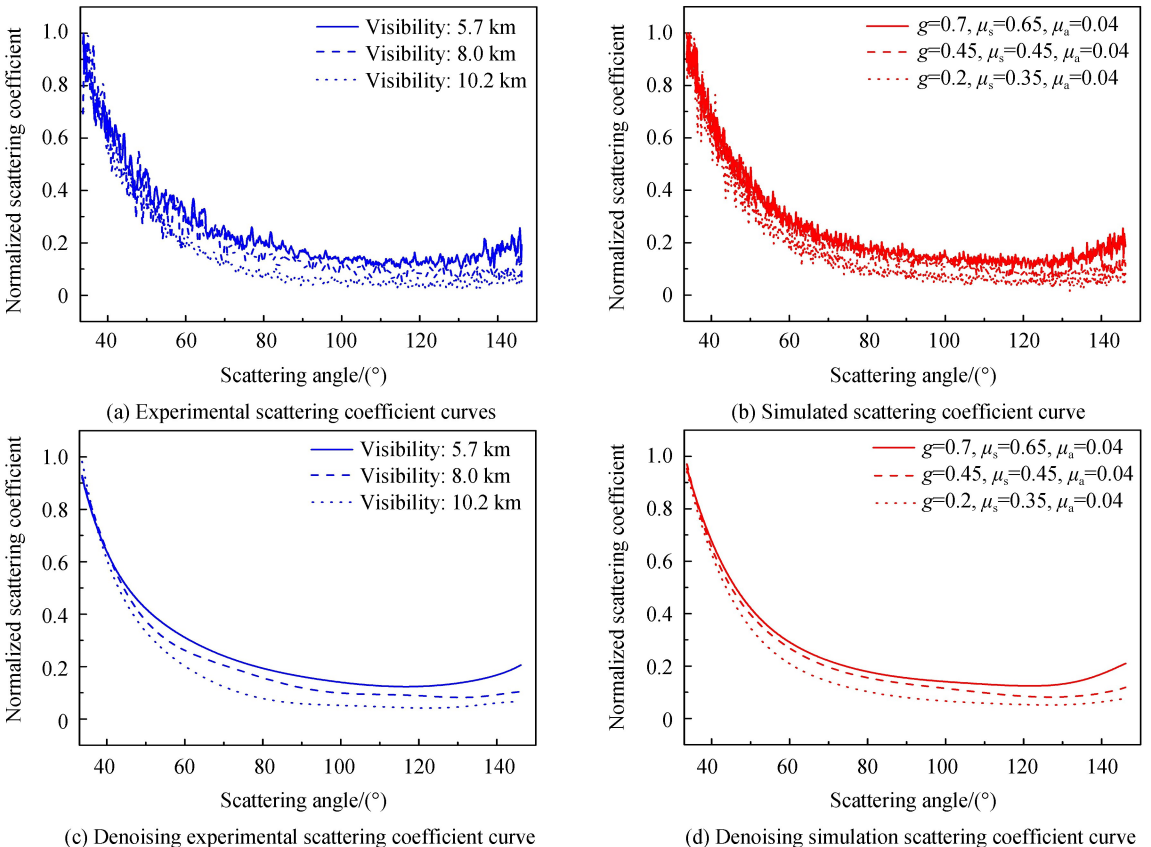 Normalized scattering coefficient
1.0
0.8
0.6
0.4
0.2
0
Visibility: 5.7 km
Visibility: 8.0 km
Visibility: 10.2 km
40 60 80 100 120 140
Scattering angle/(°)
(a) Experimental scattering coefficient curves
Normalized scattering coefficient
1.0
0.8
0.6
0.4
0.2
0
g=0.7, μs=0.65, μa=0.04
g=0.45, μs=0.45, μa=0.04
g=0.2, μs=0.35, μa=0.04
40 60 80 100 120 140
Scattering angle/(°)
(b) Simulated scattering coefficient curve
Normalized scattering coefficient
1.0
0.8
0.6
0.4
0.2
0
Visibility: 5.7 km
Visibility: 8.0 km
Visibility: 10.2 km
40 60 80 100 120 140
Scattering angle/(°)
(c) Denoising experimental scattering coefficient curve
Normalized scattering coefficient
1.0
0.8
0.6
0.4
0.2
0
g=0.7, μs=0.65, μa=0.04
g=0.45, μs=0.45, μa=0.04
g=0.2, μs=0.35, μa=0.04
40 60 80 100 120 140
Scattering angle/(°)
(d) Denoising simulation scattering coefficient curve